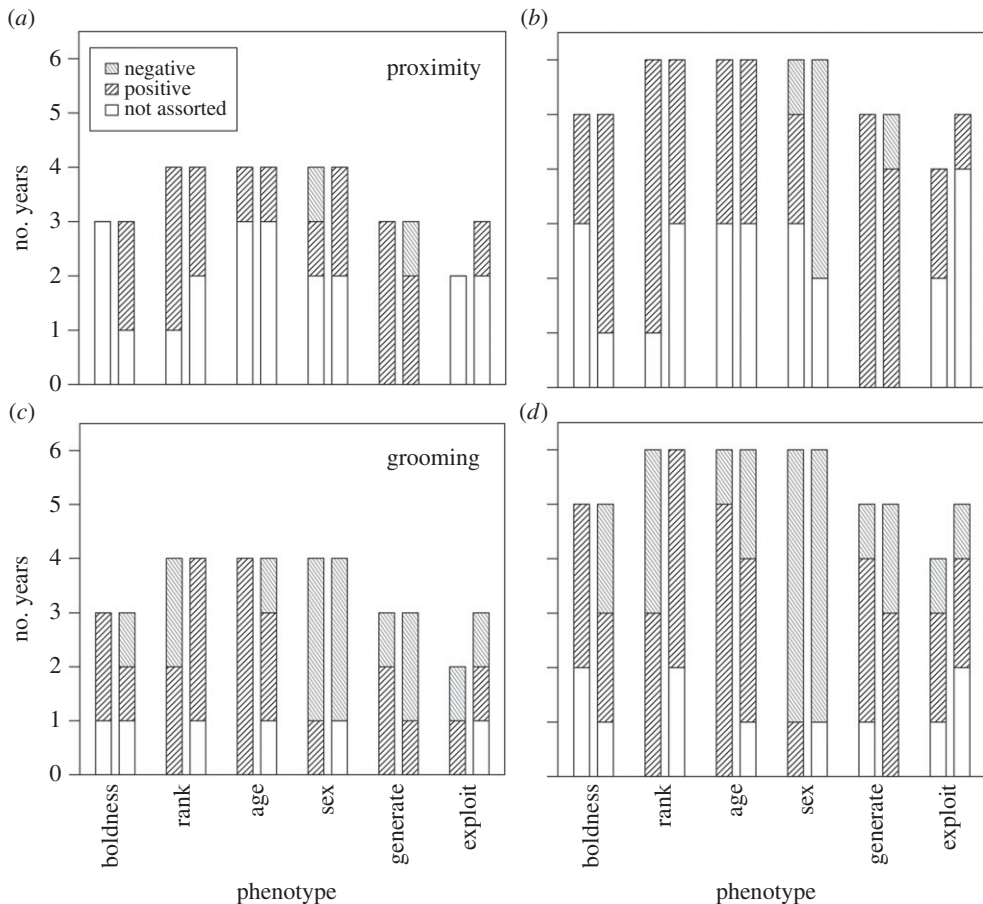 (a)
(b)
6
5
4
3
2
1
0
no. years
negative
positive
not assorted
proximity
(c)
(d)
6
5
4
3
2
1
0
no. years
grooming
boldness
rank
age
sex
generate
exploit
phenotype
boldness
rank
age
sex
generate
exploit
phenotype